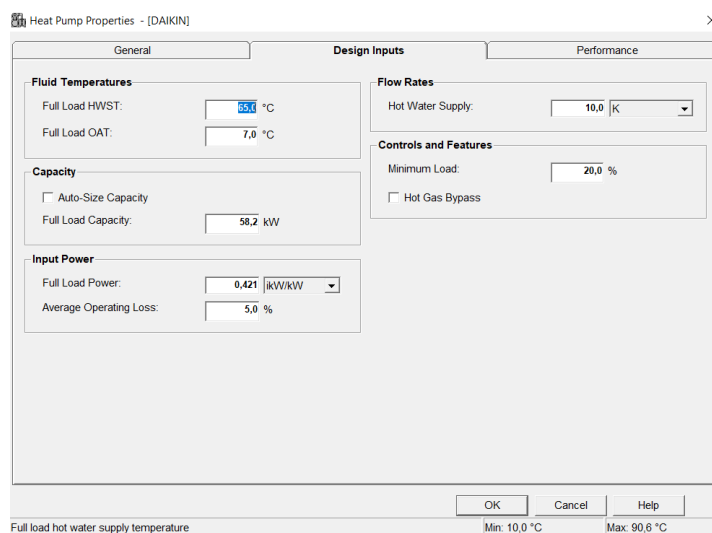 Heat Pump Properties - [DAIKIN]
General
Design Inputs
Performance
Fluid Temperatures
Full Load HWST: 65,0 °C
Full Load OAT: 7,0 °C
Capacity
Auto-Size Capacity
Full Load Capacity: 58,2 kW
Input Power
Full Load Power: 0,421 ikW/kW
Average Operating Loss: 5,0 %
Flow Rates
Hot Water Supply: 10,0 K
Controls and Features
Minimum Load: 20,0 %
Hot Gas Bypass
OK
Cancel
Help
Full load hot water supply temperature
Min: 10,0 °C
Max: 90,6 °C